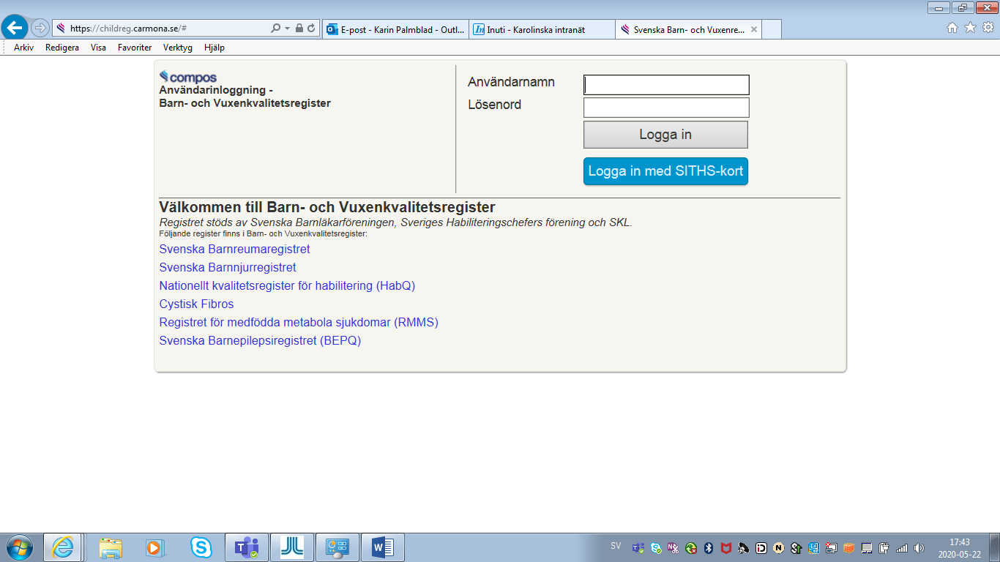 https://childreg.carmona.se/#
E-post - Karin Palmblad - Outl...
Inuti - Karolinska intranät
Svenska Barn- och Vuxenre...
Arkiv Redigera Visa Favoriter Verktyg Hjälp
compos
Användarinloggning -
Barn- och Vuxenkvalitetsregister
Användarnamn
Lösenord
Logga in
Logga in med SITHS-kort
Välkommen till Barn- och Vuxenkvalitetsregister
Registret stöds av Svenska Barnläkarföreningen, Sveriges Habiliteringschefers förening och SKL.
Följande register finns i Barn- och Vuxenkvalitetsregister:
Svenska Barnreumaregistret
Svenska Barnnjurregistret
Nationellt kvalitetsregister för habilitering (HabQ)
Cystisk Fibros
Registret för medfödda metabola sjukdomar (RMMS)
Svenska Barnepilepsiregistret (BEPQ)
SV
17:43
2020-05-22